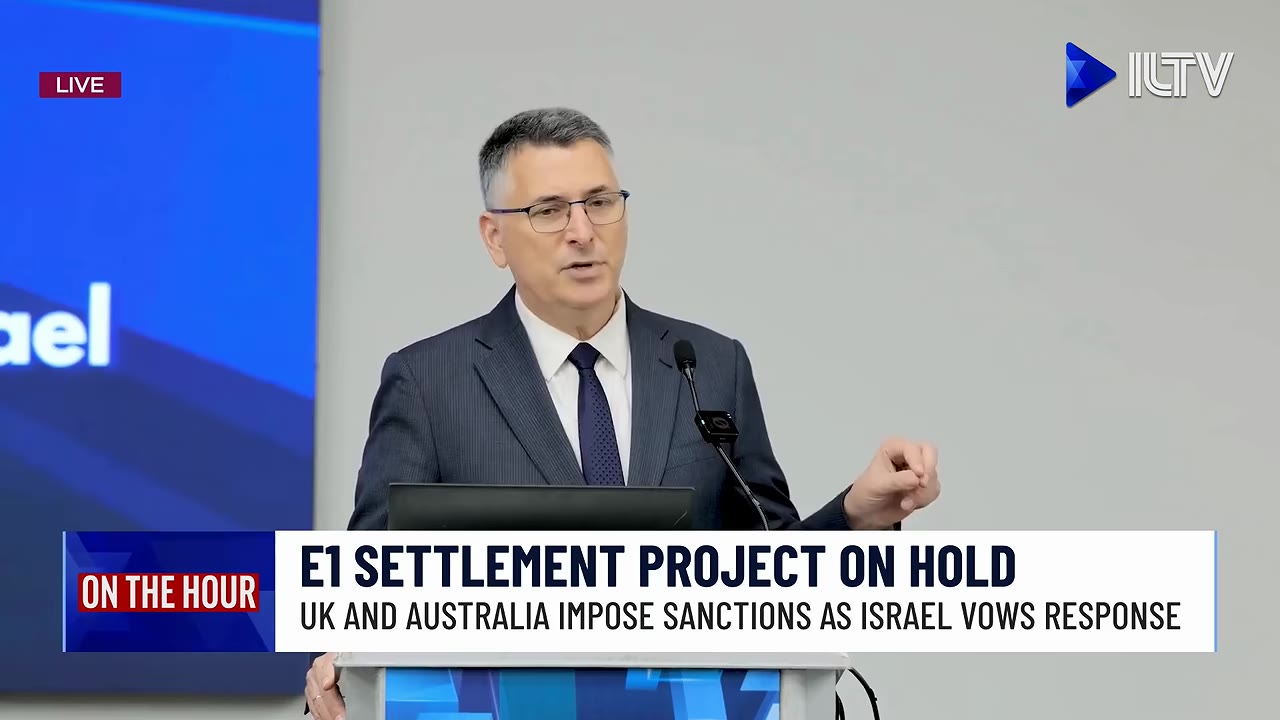 LIVE
ILTV
ael
ON THE HOUR
E1 SETTLEMENT PROJECT ON HOLD
UK AND AUSTRALIA IMPOSE SANCTIONS AS ISRAEL VOWS RESPONSE